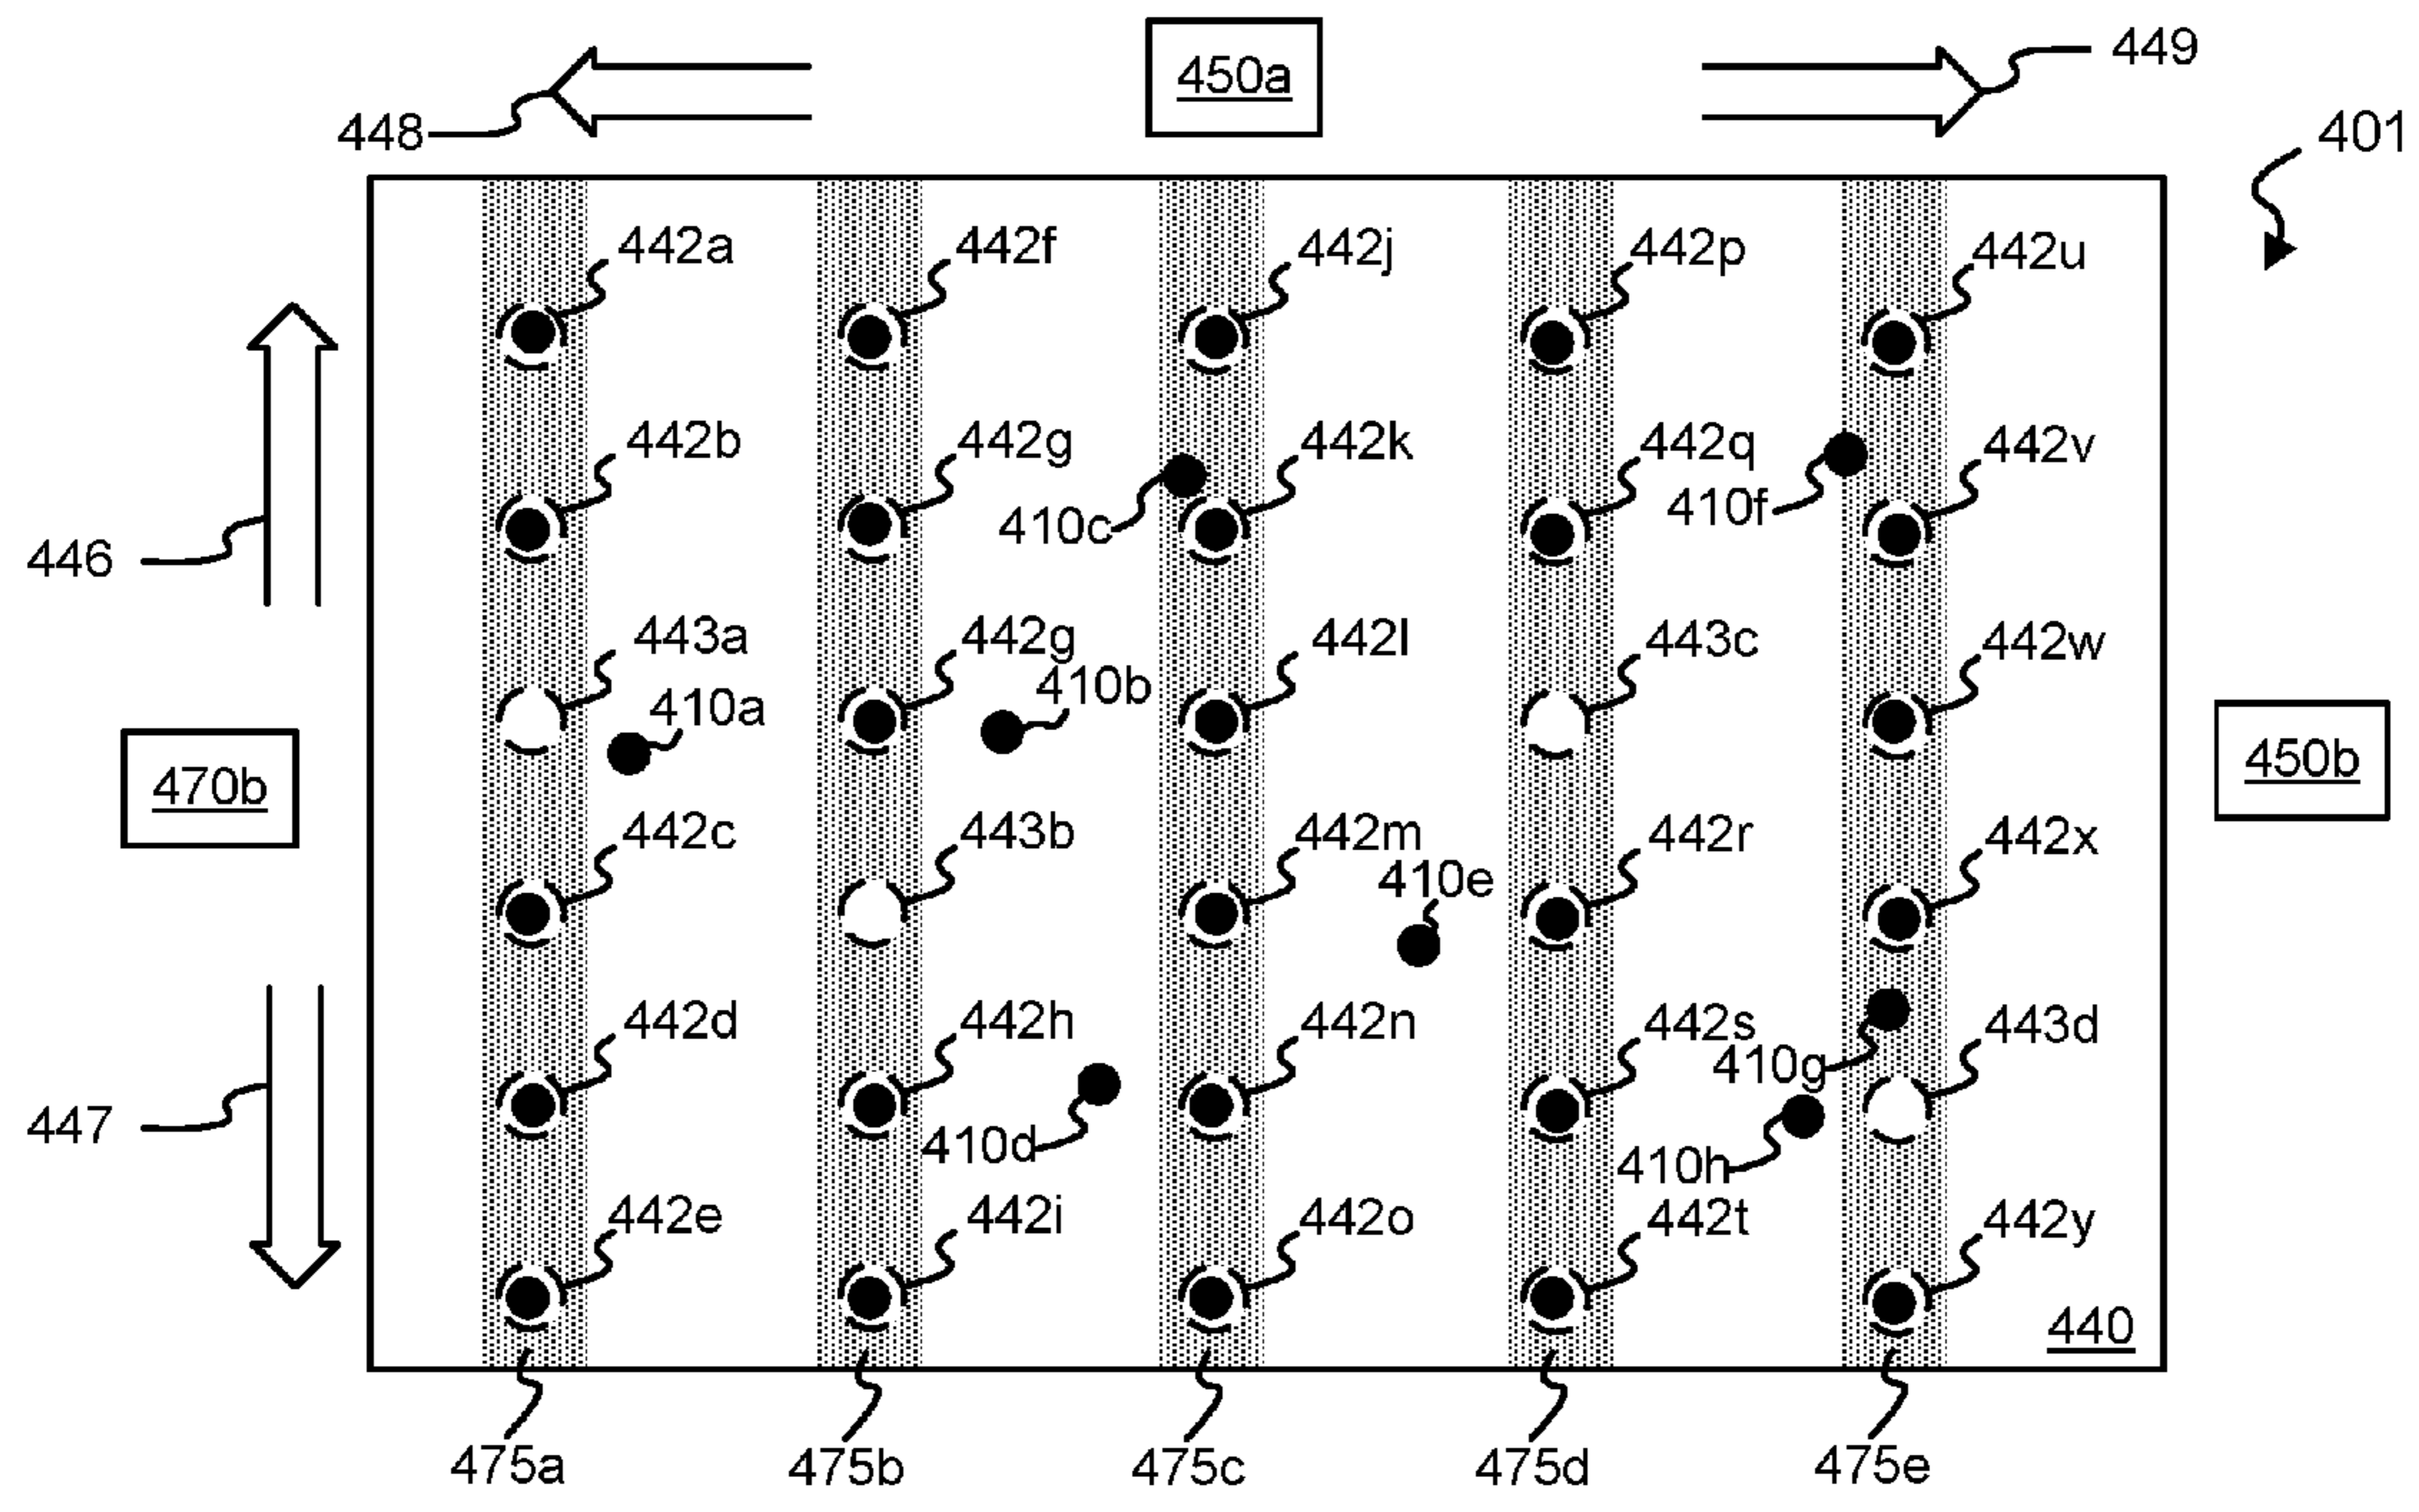 450a
449
448
401
442a 442f 442j 442p 442u
442b 442g 442k 442q 442v
410c 410f
446
443a 442g 442l 443c 442w
410a 410b
470b 450b
442c 443b 442m 442r 442x
410e
442d 442h 442n 442s 443d
410g
447
410d 410h
442e 442i 442o 442t 442y
440
475a 475b 475c 475d 475e